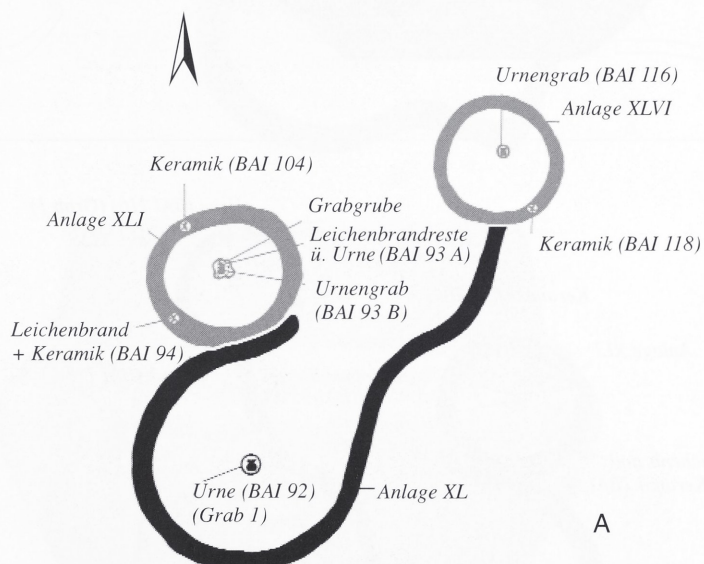 Urnengrab (BAI 116)
Anlage XLVI
Keramik (BAI 104)
Anlage XLI
Grabgrube
Leichenbrandreste
ü. Urne (BAI 93 A)
Keramik (BAI 118)
Urnengrab
(BAI 93 B)
Leichenbrand
+ Keramik (BAI 94)
Urne (BAI 92)
(Grab 1)
Anlage XL
A